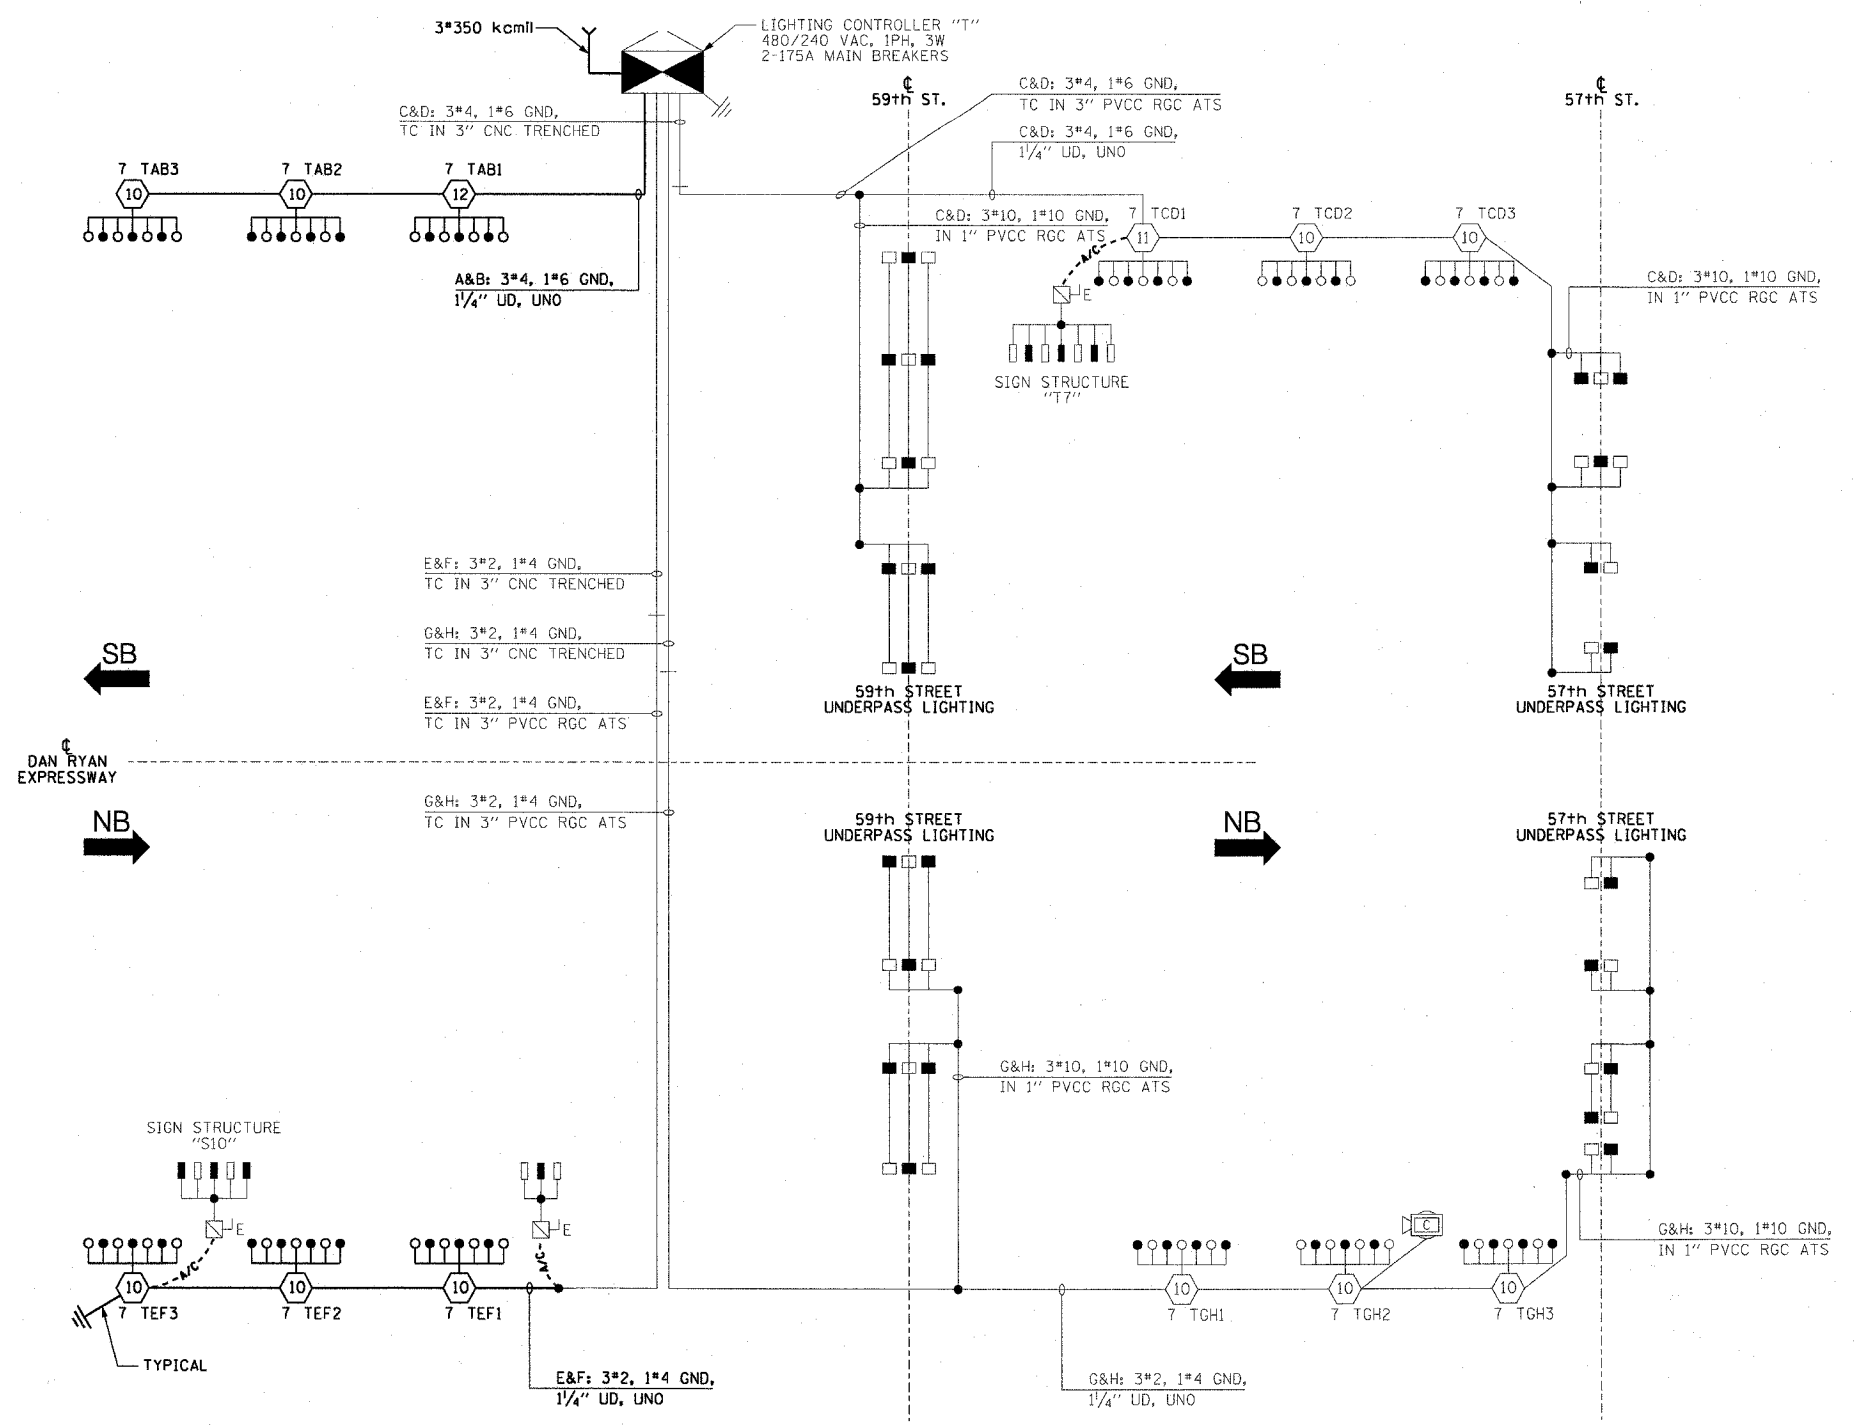 3#350 kcmil
LIGHTING CONTROLLER "T"
480/240 VAC, 1PH, 3W
2-175A MAIN BREAKERS
C&D: 3#4, 1#6 GND,
TC IN 3" CNC TRENCHED
℄
59th ST.
C&D: 3#4, 1#6 GND,
TC IN 3" PVCC RGC ATS
C&D: 3#4, 1#6 GND,
1¼" UD, UNO
℄
57th ST.
7 TAB3
10
7 TAB2
10
7 TAB1
12
A&B: 3#4, 1#6 GND,
1¼" UD, UNO
C&D: 3#10, 1#10 GND,
IN 1" PVCC RGC ATS
7 TCD1
11
7 TCD2
10
7 TCD3
10
A/C
E
SIGN STRUCTURE
"T7"
C&D: 3#10, 1#10 GND,
IN 1" PVCC RGC ATS
E&F: 3#2, 1#4 GND,
TC IN 3" CNC TRENCHED
G&H: 3#2, 1#4 GND,
TC IN 3" CNC TRENCHED
SB
SB
E&F: 3#2, 1#4 GND,
TC IN 3" PVCC RGC ATS
59th STREET
UNDERPASS LIGHTING
57th STREET
UNDERPASS LIGHTING
℄
DAN RYAN
EXPRESSWAY
G&H: 3#2, 1#4 GND,
TC IN 3" PVCC RGC ATS
NB
NB
59th STREET
UNDERPASS LIGHTING
57th STREET
UNDERPASS LIGHTING
G&H: 3#10, 1#10 GND,
IN 1" PVCC RGC ATS
SIGN STRUCTURE
"S10"
E
E
A/C
A/C
10
7 TEF3
10
7 TEF2
10
7 TEF1
TYPICAL
E&F: 3#2, 1#4 GND,
1¼" UD, UNO
C
10
7 TGH1
10
7 TGH2
10
7 TGH3
G&H: 3#10, 1#10 GND,
IN 1" PVCC RGC ATS
G&H: 3#2, 1#4 GND,
1¼" UD, UNO